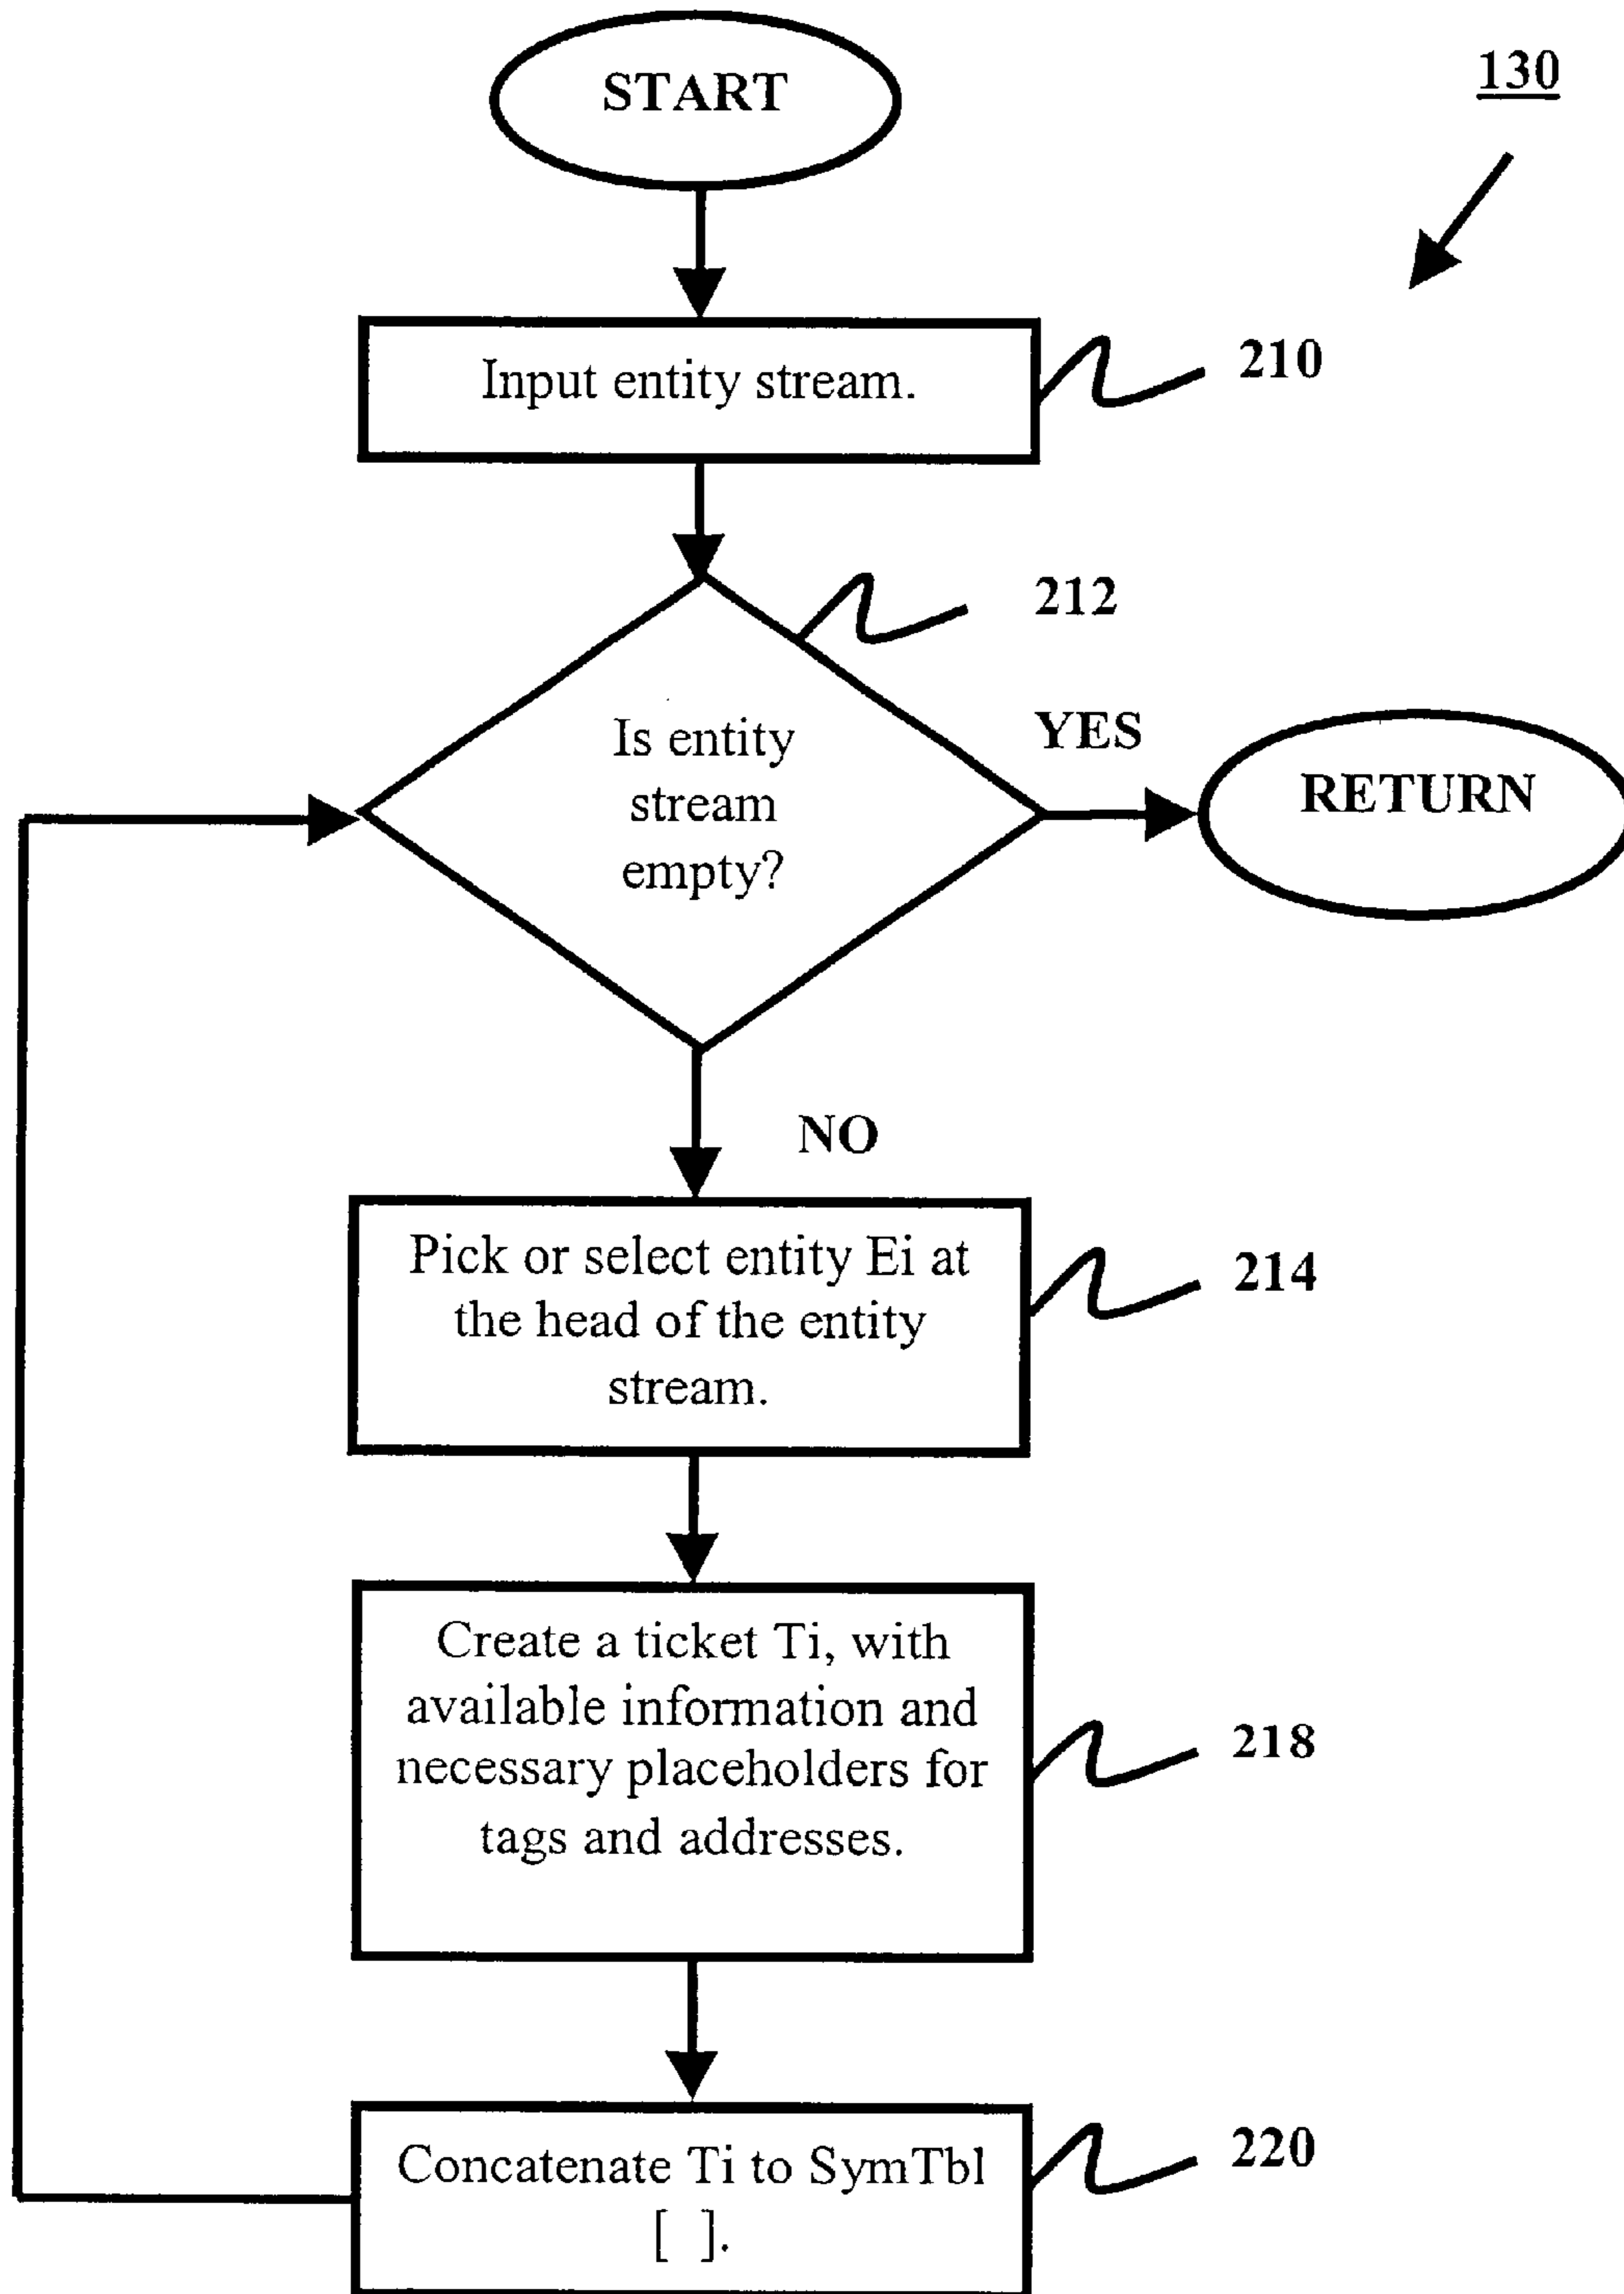 START
130
Input entity stream.
210
212
Is entity
stream
empty?
YES
RETURN
NO
Pick or select entity Ei at
the head of the entity
stream.
214
Create a ticket Ti, with
available information and
necessary placeholders for
tags and addresses.
218
Concatenate Ti to SymTbl
[ ].
220